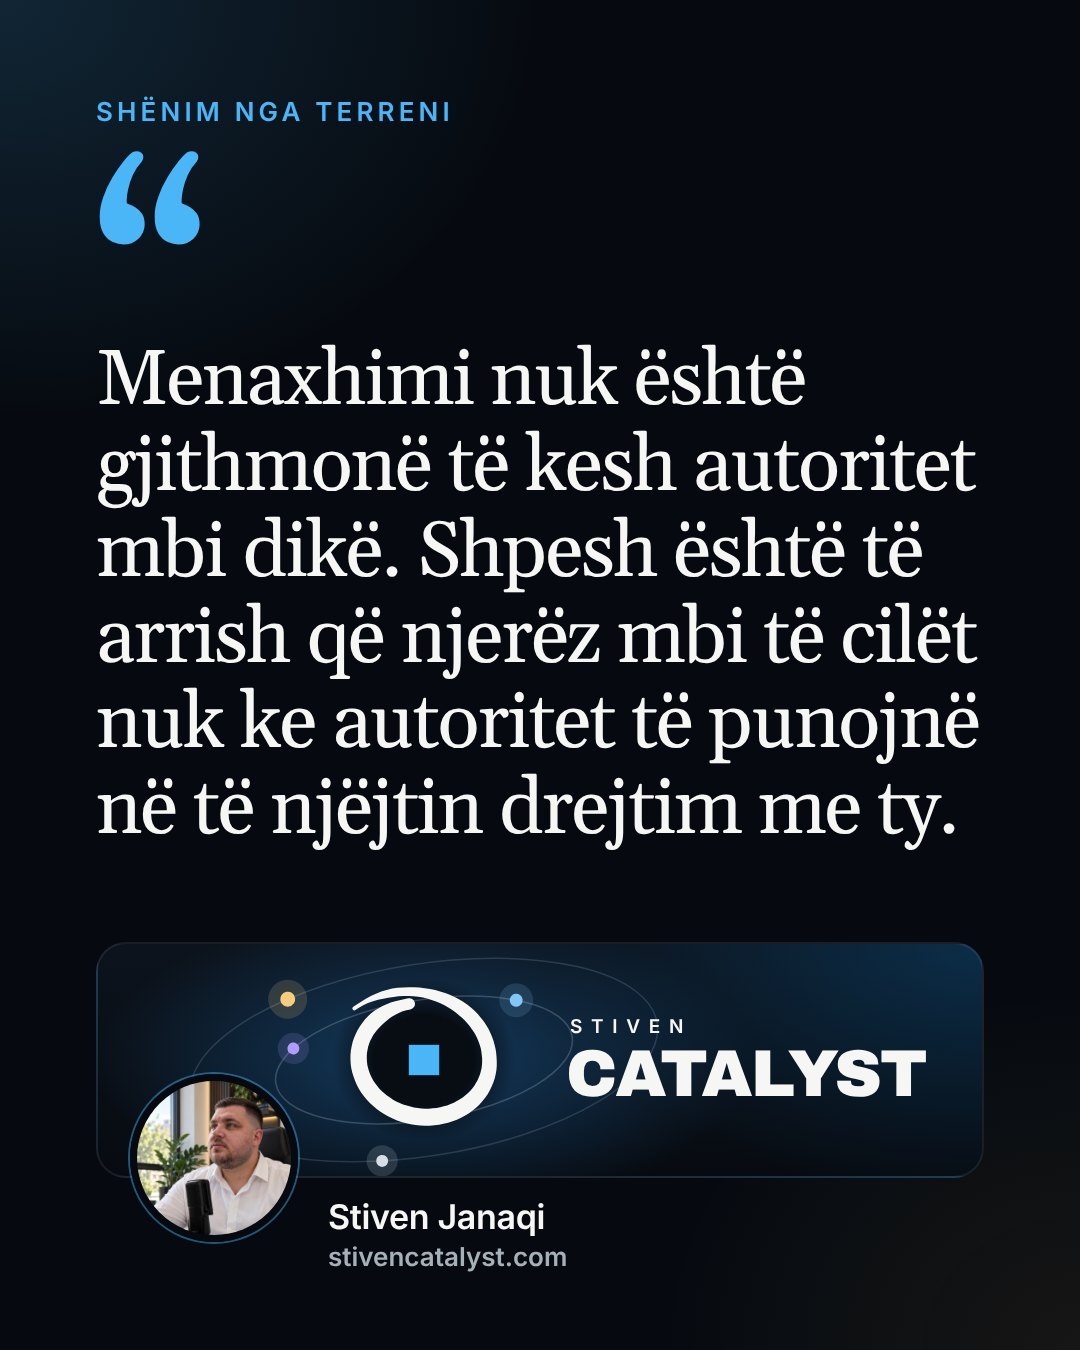 SHËNIM NGA TERRENI
“
Menaxhimi nuk është
gjithmonë të kesh autoritet
mbi dikë. Shpesh është të
arrish që njerëz mbi të cilët
nuk ke autoritet të punojnë
në të njëjtin drejtim me ty.
STIVEN
CATALYST
Stiven Janaqi
stivencatalyst.com